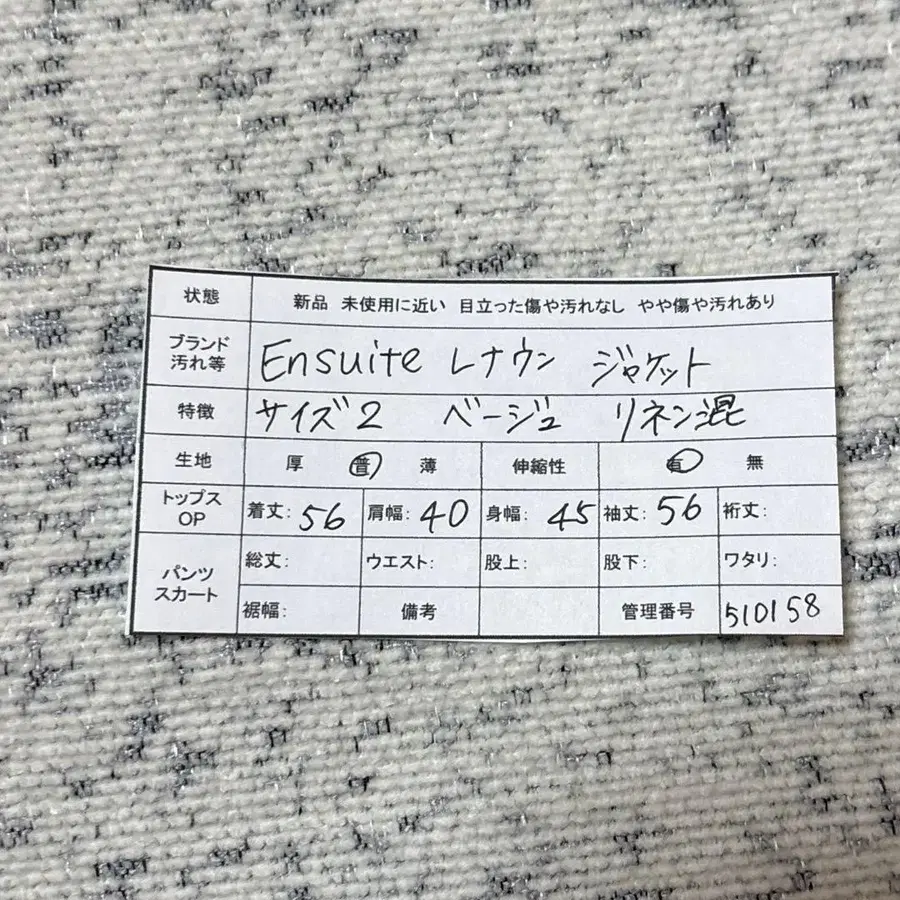 状態 新品 未使用に近い 目立った傷や汚れなし やや傷や汚れあり
ブランド 汚れ等 Ensuite レナウン ジャケット
特徴 サイズ2 ベージュ リネン混
生地 厚 普 薄 伸縮性 有 無
トップス OP 着丈: 56 肩幅: 40 身幅: 45 袖丈: 56 裄丈:
パンツ スカート 総丈: ウエスト: 股上: 股下: ワタリ:
裾幅: 備考 管理番号 510158